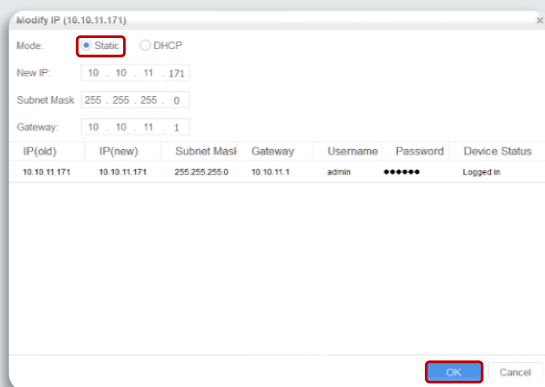 Modify IP (10.10.11.171)
Mode: Static DHCP
New IP: 10 . 10 . 11 . 171
Subnet Mask 255 . 255 . 255 . 0
Gateway: 10 . 10 . 11 . 1
IP(old) IP(new) Subnet Mask Gateway Username Password Device Status
10.10.11.171 10.10.11.171 255.255.255.0 10.10.11.1 admin ●●●●●● Logged in
OK Cancel